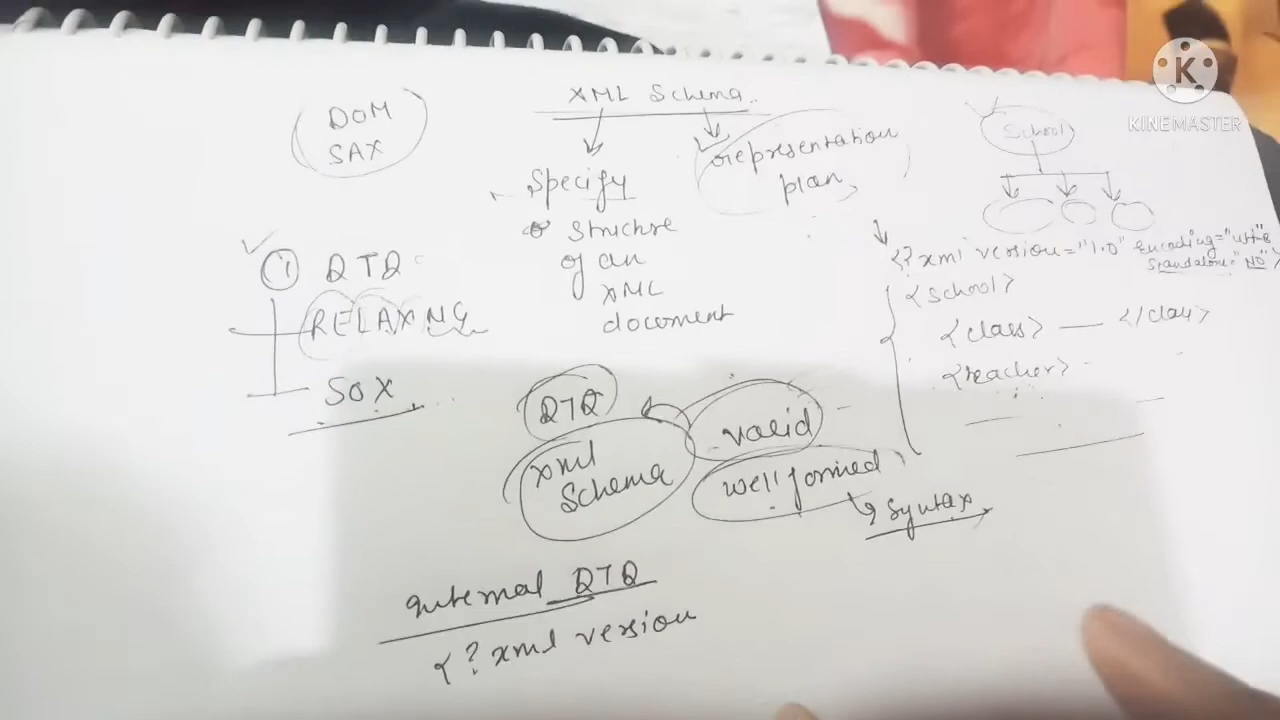 XML Schema
DOM
SAX
Specify
structure
of an
XML
document
representation
plan
School
① DTD
RELAXNG
SOX
<?xml version="1.0" encoding="utf-8"
Standalone="NO">
<School>
<class> — </class>
<teacher>
DTD
xml
Schema
valid
well formed
Syntax
Internal DTD
<?xml version
KINEMASTER